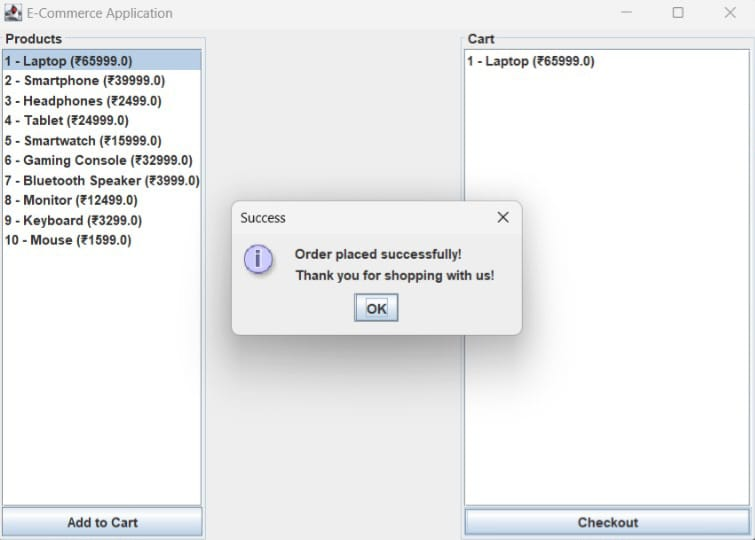 E-Commerce Application
Products
1 - Laptop (₹65999.0)
2 - Smartphone (₹39999.0)
3 - Headphones (₹2499.0)
4 - Tablet (₹24999.0)
5 - Smartwatch (₹15999.0)
6 - Gaming Console (₹32999.0)
7 - Bluetooth Speaker (₹3999.0)
8 - Monitor (₹12499.0)
9 - Keyboard (₹3299.0)
10 - Mouse (₹1599.0)
Add to Cart
Success
Order placed successfully!
Thank you for shopping with us!
OK
Cart
1 - Laptop (₹65999.0)
Checkout